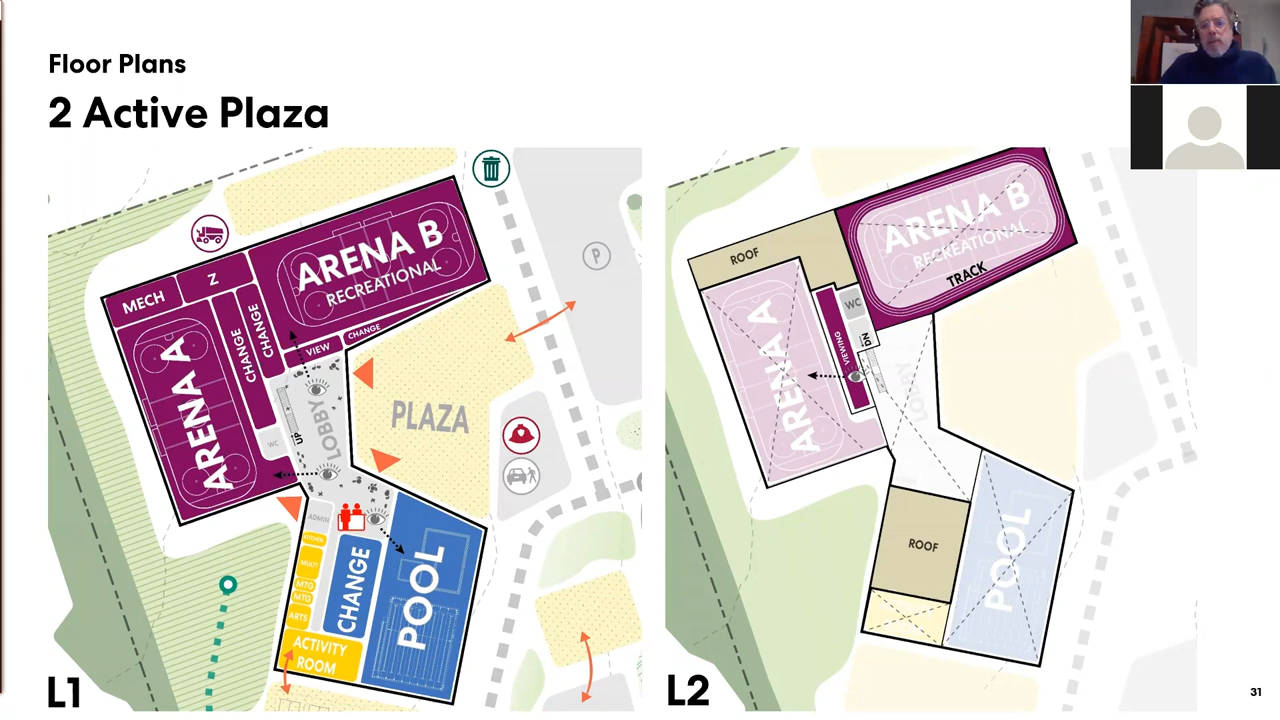 Floor Plans
2 Active Plaza
MECH
Z
ARENA B
RECREATIONAL
CHANGE
CHANGE
ARENA A
VIEW
CHANGE
LOBBY
UP
WC
PLAZA
P
ADMIN
KITCHEN
MULTI
MTG
MTG
ARTS
CHANGE
POOL
ACTIVITY
ROOM
L1
ROOF
ARENA B
RECREATIONAL
TRACK
ARENA A
VIEWING
WC
DN
LOBBY
ROOF
POOL
L2
31